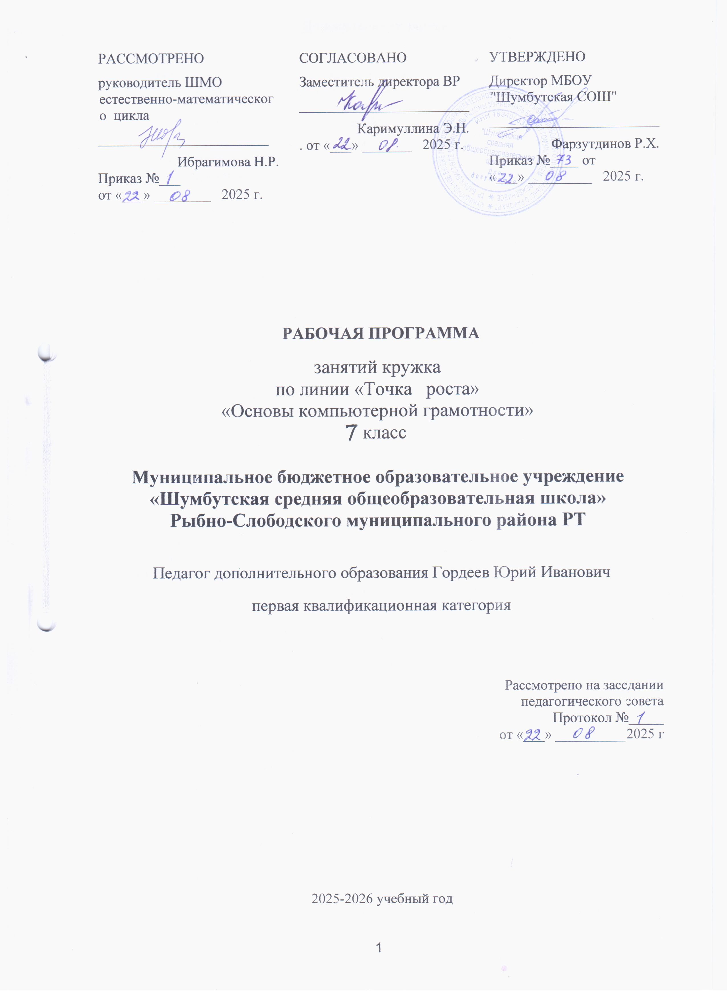 РАССМОТРЕНО
руководитель ШМО
естественно-математическог
о цикла
Ибрагимова Н.Р.
Приказ № 1
от «22» 08 2025 г.
СОГЛАСОВАНО
Заместитель директора ВР
Каримуллина Э.Н.
. от «22» 08. 2025 г.
УТВЕРЖДЕНО
Директор МБОУ
"Шумбутская СОШ"
Фарзутдинов Р.Х.
Приказ № 73 от
«22» 08 2025 г.
"Шумбутская
средняя
общеобразовательная
школа"
Для
документов
РАБОЧАЯ ПРОГРАММА
занятий кружка
по линии «Точка роста»
«Основы компьютерной грамотности»
7 класс
Муниципальное бюджетное образовательное учреждение
«Шумбутская средняя общеобразовательная школа»
Рыбно-Слободского муниципального района РТ
Педагог дополнительного образования Гордеев Юрий Иванович
первая квалификационная категория
Рассмотрено на заседании
педагогического совета
Протокол № 1
от «22» 08 2025 г
2025-2026 учебный год
1